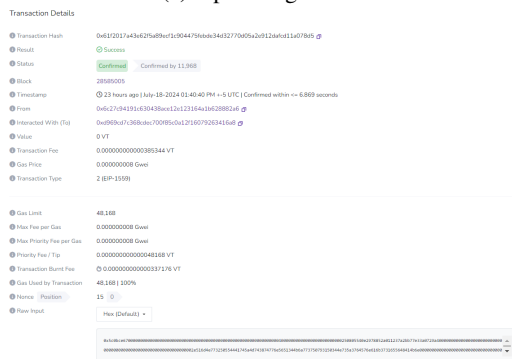 Transaction Details
Transaction Hash 0x61f2017a43e62f5a89ecf1c904475febde34d32770d05a2e912dafcd11a078d5
Result Success
Status Confirmed Confirmed by 11,968
Block 28585005
Timestamp 23 hours ago | July-18-2024 01:40:40 PM +-5 UTC | Confirmed within <= 6.869 seconds
From 0x6c27c94191c630438ace12e123164a1b628882a6
Interacted With (To) 0xd969cd7c368cdec700f85c0a12f16079263416a8
Value 0 VT
Transaction Fee 0.000000000000385344 VT
Gas Price 0.000000008 Gwei
Transaction Type 2 (EIP-1559)
Gas Limit 48,168
Max Fee per Gas 0.000000008 Gwei
Max Priority Fee per Gas 0.000000008 Gwei
Priority Fee / Tip 0.000000000000048168 VT
Transaction Burnt Fee 0.000000000000337176 VT
Gas Used by Transaction 48,168 | 100%
Nonce Position 15 0
Raw Input Hex (Default)